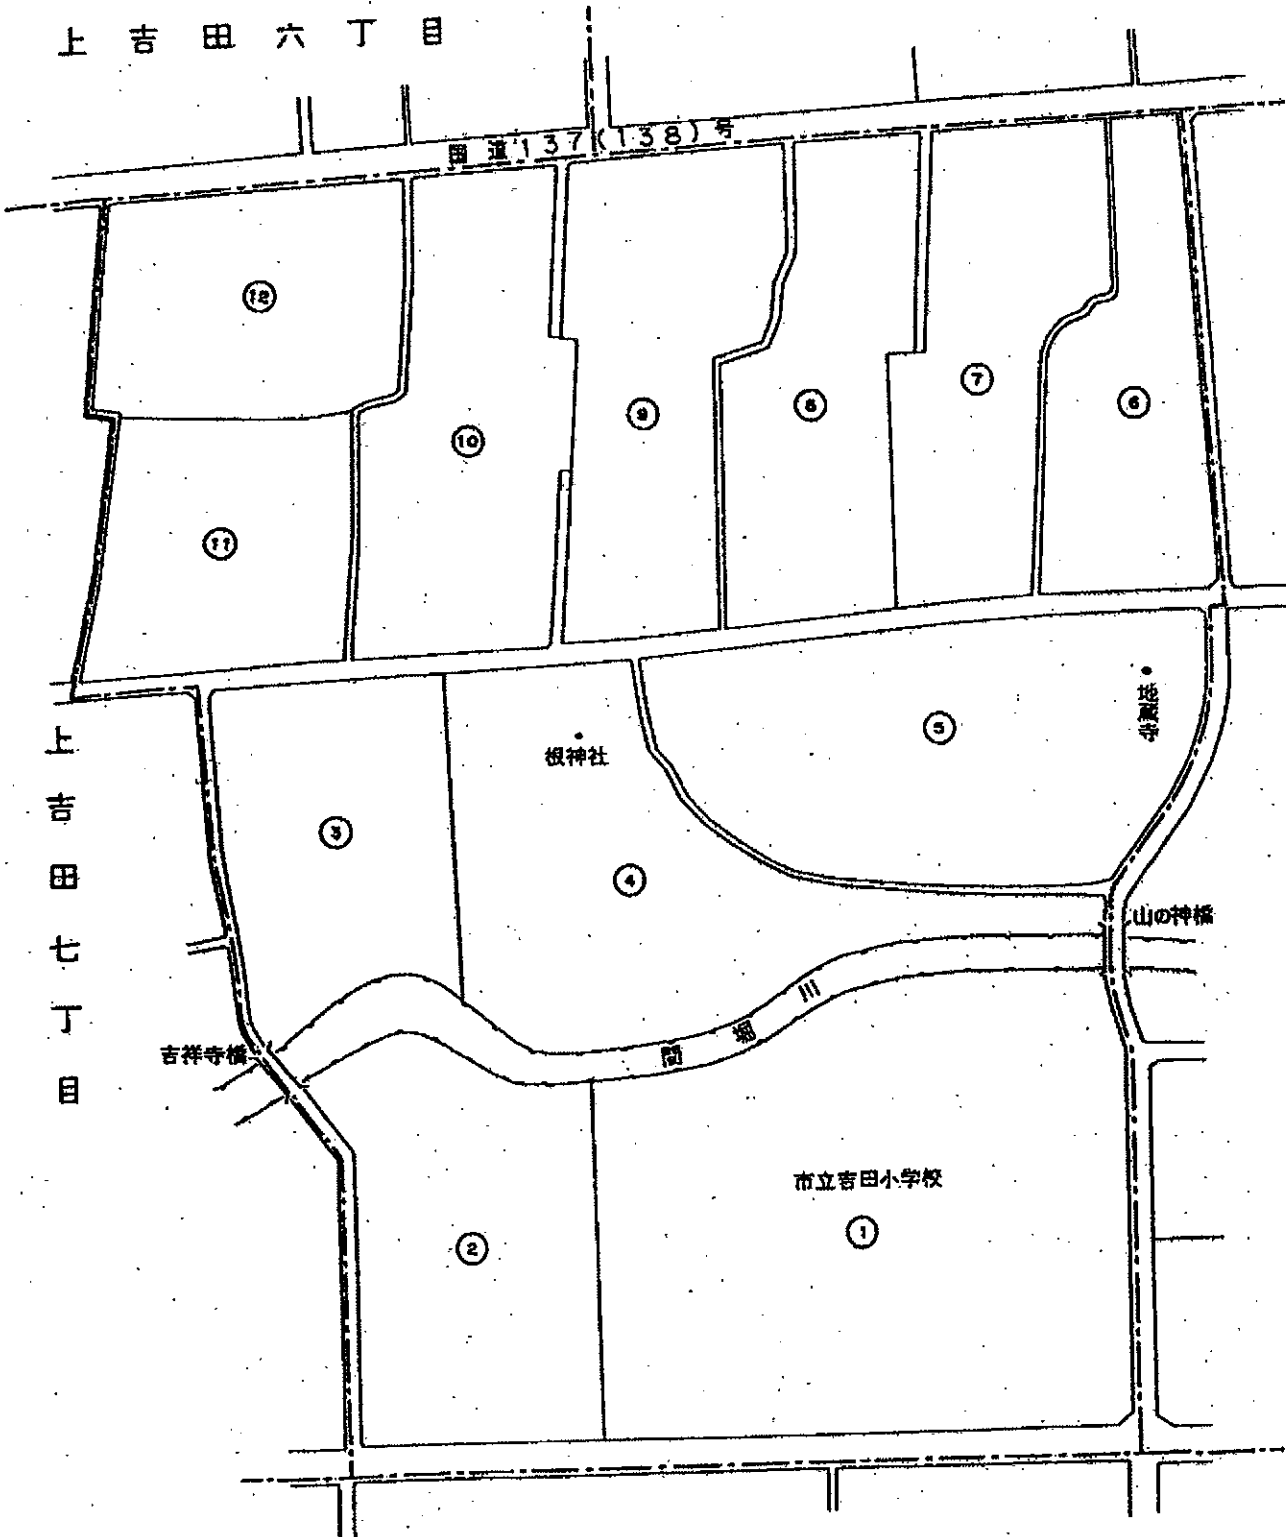 上吉田六丁目
国道137(138)号
⑫
⑦
⑧
⑥
⑨
⑩
⑪
地蔵寺
⑤
根神社
上吉田七丁目
③
④
山の神橋
間堀川
吉祥寺橋
市立吉田小学校
①
②